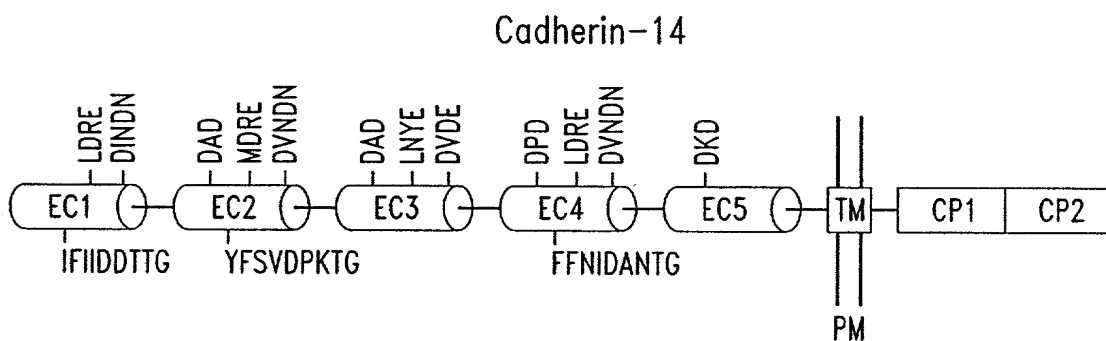 Cadherin-14
LDRE DINDN DAD MDRE DVNDN DAD LNYE DVDE DPD LDRE DVNDN DKD
EC1 EC2 EC3 EC4 EC5 TM CP1 CP2
IFIIDDTTG YFSVDPKTG FFNIDANTG
PM